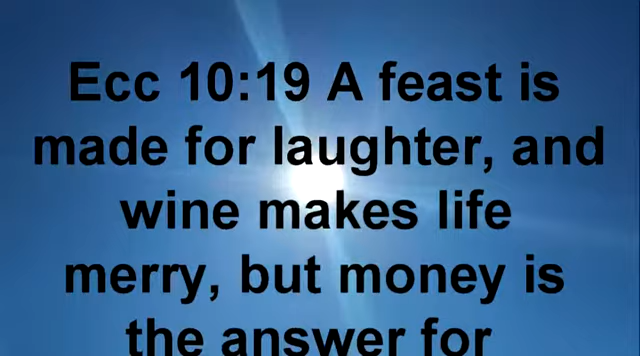 Ecc 10:19 A feast is
made for laughter, and
wine makes life
merry, but money is
the answer for